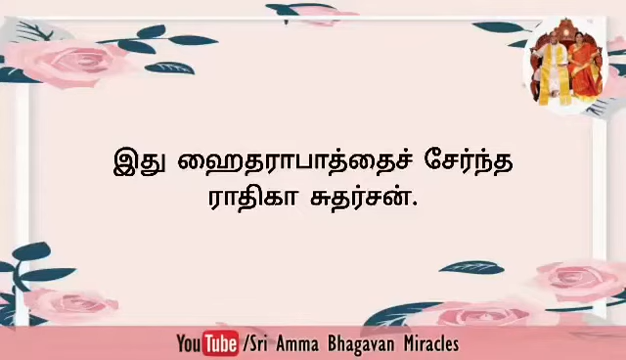 இது ஹைதராபாத்தைச் சேர்ந்த
ராதிகா சுதர்சன்.
YouTube /Sri Amma Bhagavan Miracles